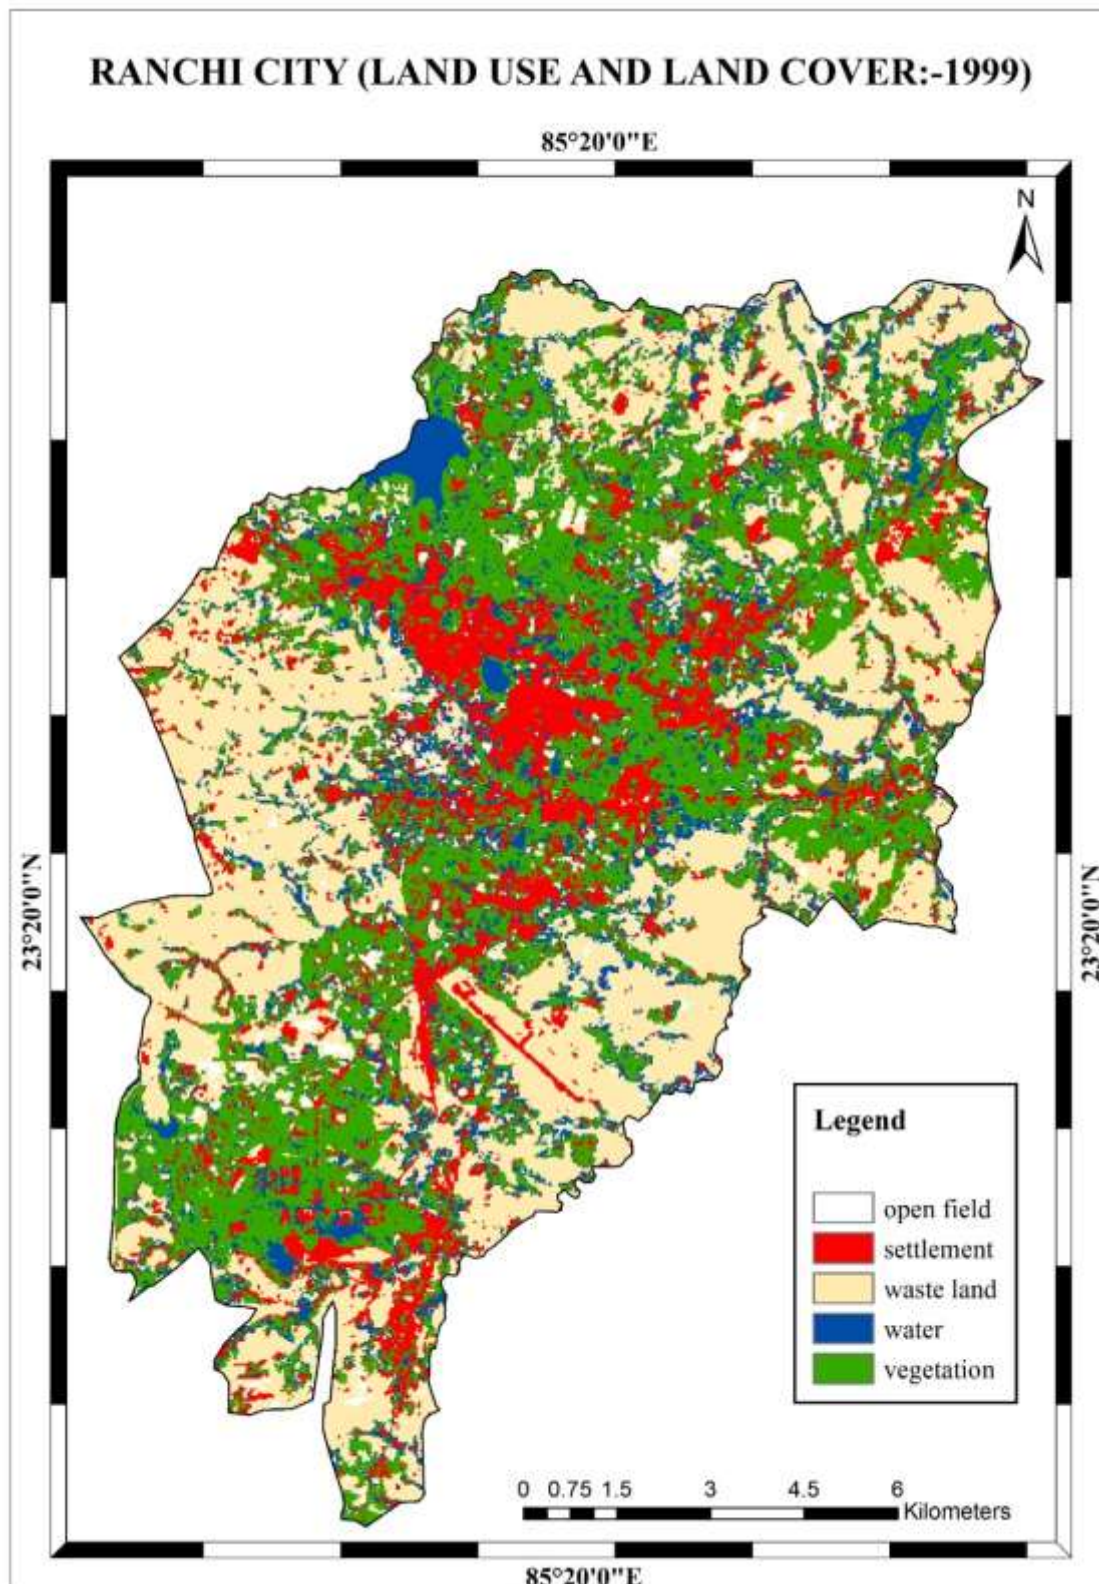 RANCHI CITY (LAND USE AND LAND COVER:-1999)
85°20'0"E
N
23°20'0"N
23°20'0"N
Legend
open field
settlement
waste land
water
vegetation
0 0.75 1.5 3 4.5 6
Kilometers
85°20'0"E